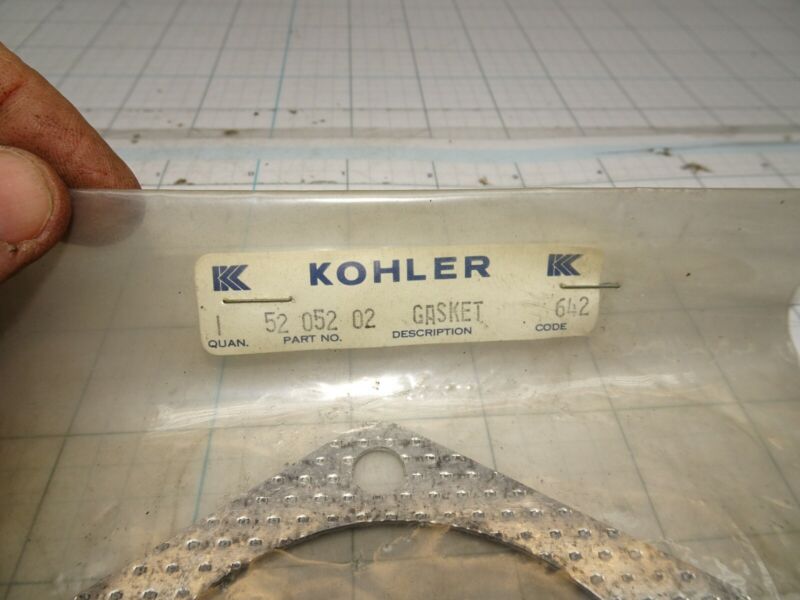 K KOHLER K
1 52 052 02 GASKET 642
QUAN. PART NO. DESCRIPTION CODE